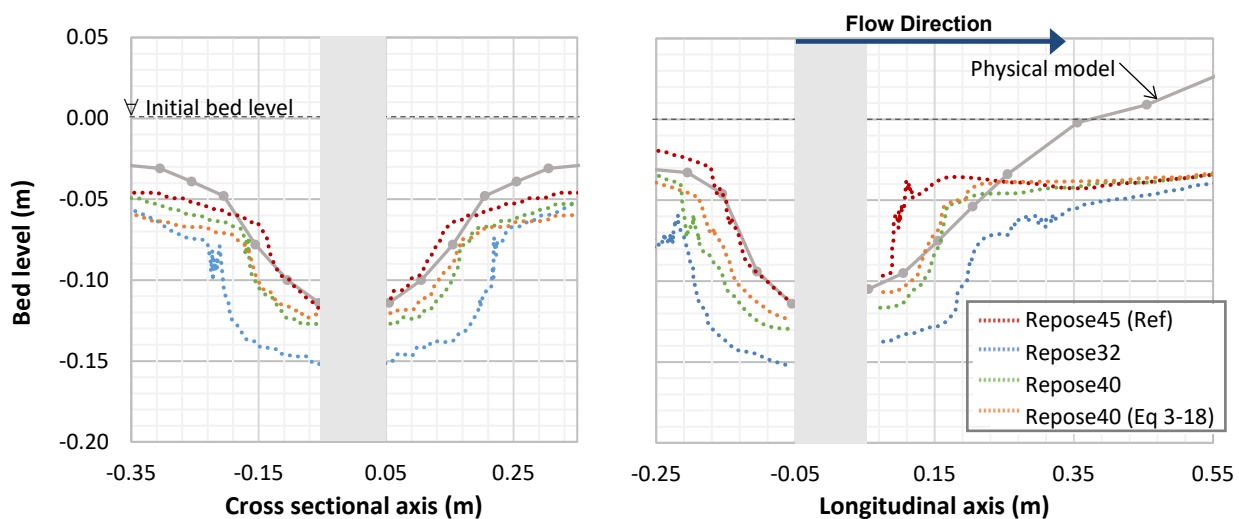 Flow Direction
0.05
0.00
-0.05
-0.10
-0.15
-0.20
Bed level (m)
Initial bed level
-0.35
-0.15
0.05
0.25
Cross sectional axis (m)
Physical model
Repose45 (Ref)
Repose32
Repose40
Repose40 (Eq 3-18)
-0.25
-0.05
0.15
0.35
0.55
Longitudinal axis (m)